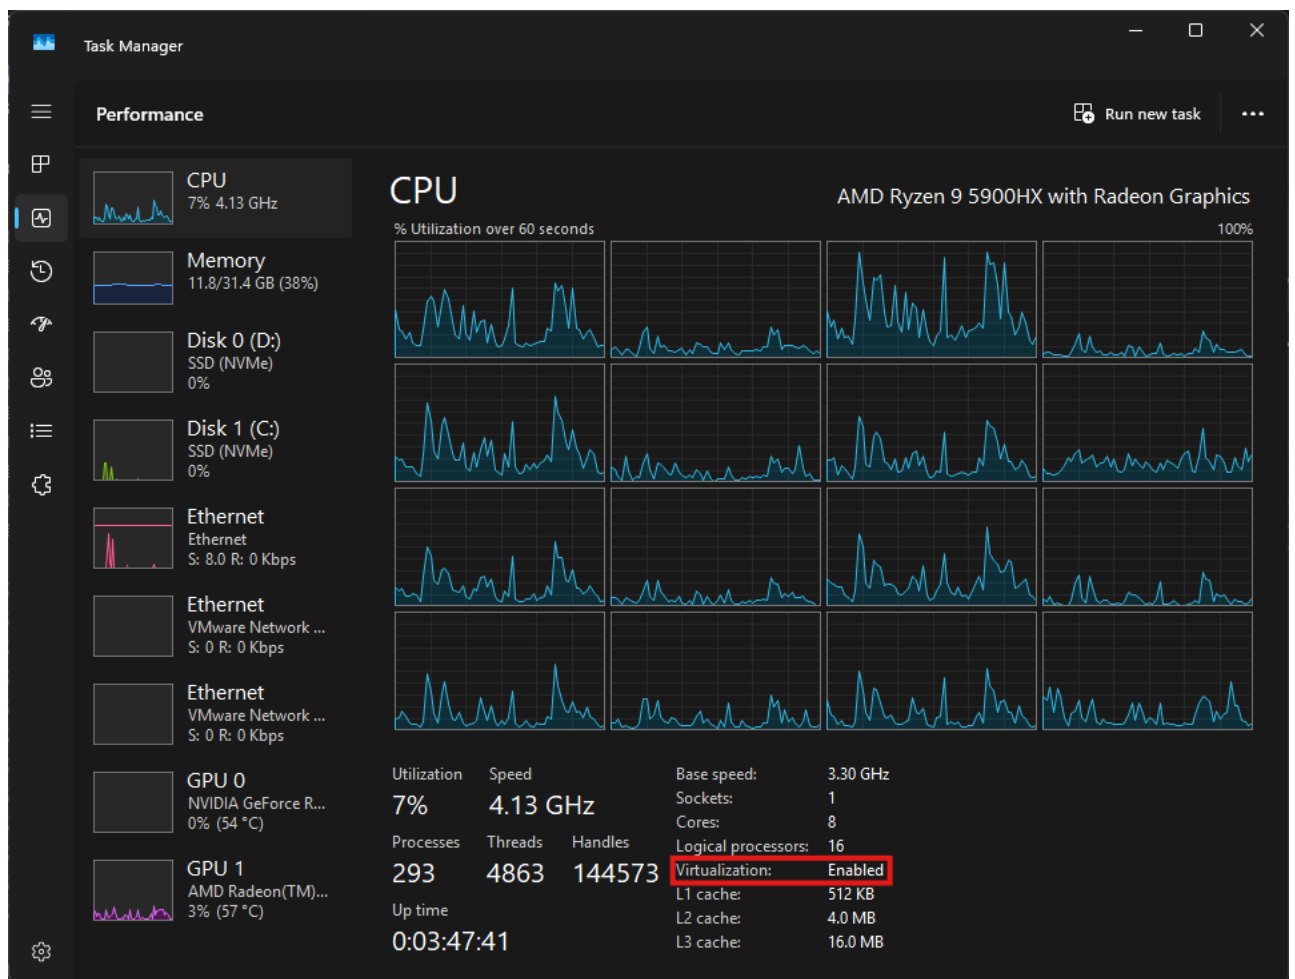 Task Manager
Performance
Run new task
CPU
7% 4.13 GHz
Memory
11.8/31.4 GB (38%)
Disk 0 (D:)
SSD (NVMe)
0%
Disk 1 (C:)
SSD (NVMe)
0%
Ethernet
Ethernet
S: 8.0 R: 0 Kbps
Ethernet
VMware Network ...
S: 0 R: 0 Kbps
Ethernet
VMware Network ...
S: 0 R: 0 Kbps
GPU 0
NVIDIA GeForce R...
0% (54 °C)
GPU 1
AMD Radeon(TM)...
3% (57 °C)
CPU
AMD Ryzen 9 5900HX with Radeon Graphics
% Utilization over 60 seconds
100%
Utilization Speed
7% 4.13 GHz
Processes Threads Handles
293 4863 144573
Up time
0:03:47:41
Base speed: 3.30 GHz
Sockets: 1
Cores: 8
Logical processors: 16
Virtualization: Enabled
L1 cache: 512 KB
L2 cache: 4.0 MB
L3 cache: 16.0 MB